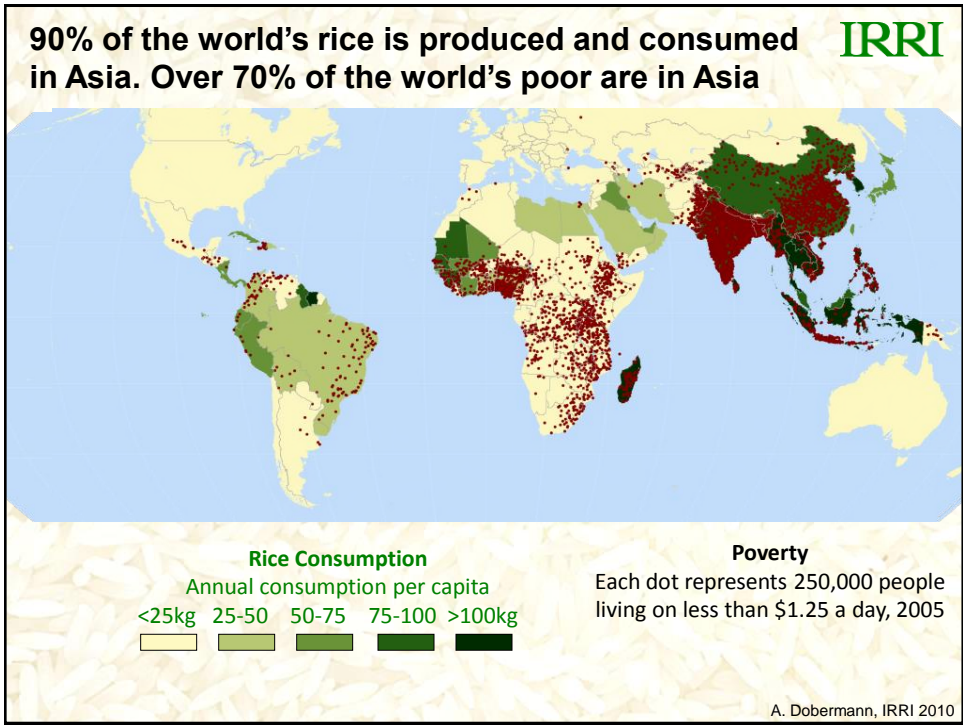 90% of the world’s rice is produced and consumed
in Asia. Over 70% of the world’s poor are in Asia
IRRI
Rice Consumption
Annual consumption per capita
<25kg 25-50 50-75 75-100 >100kg
Poverty
Each dot represents 250,000 people
living on less than $1.25 a day, 2005
A. Dobermann, IRRI 2010